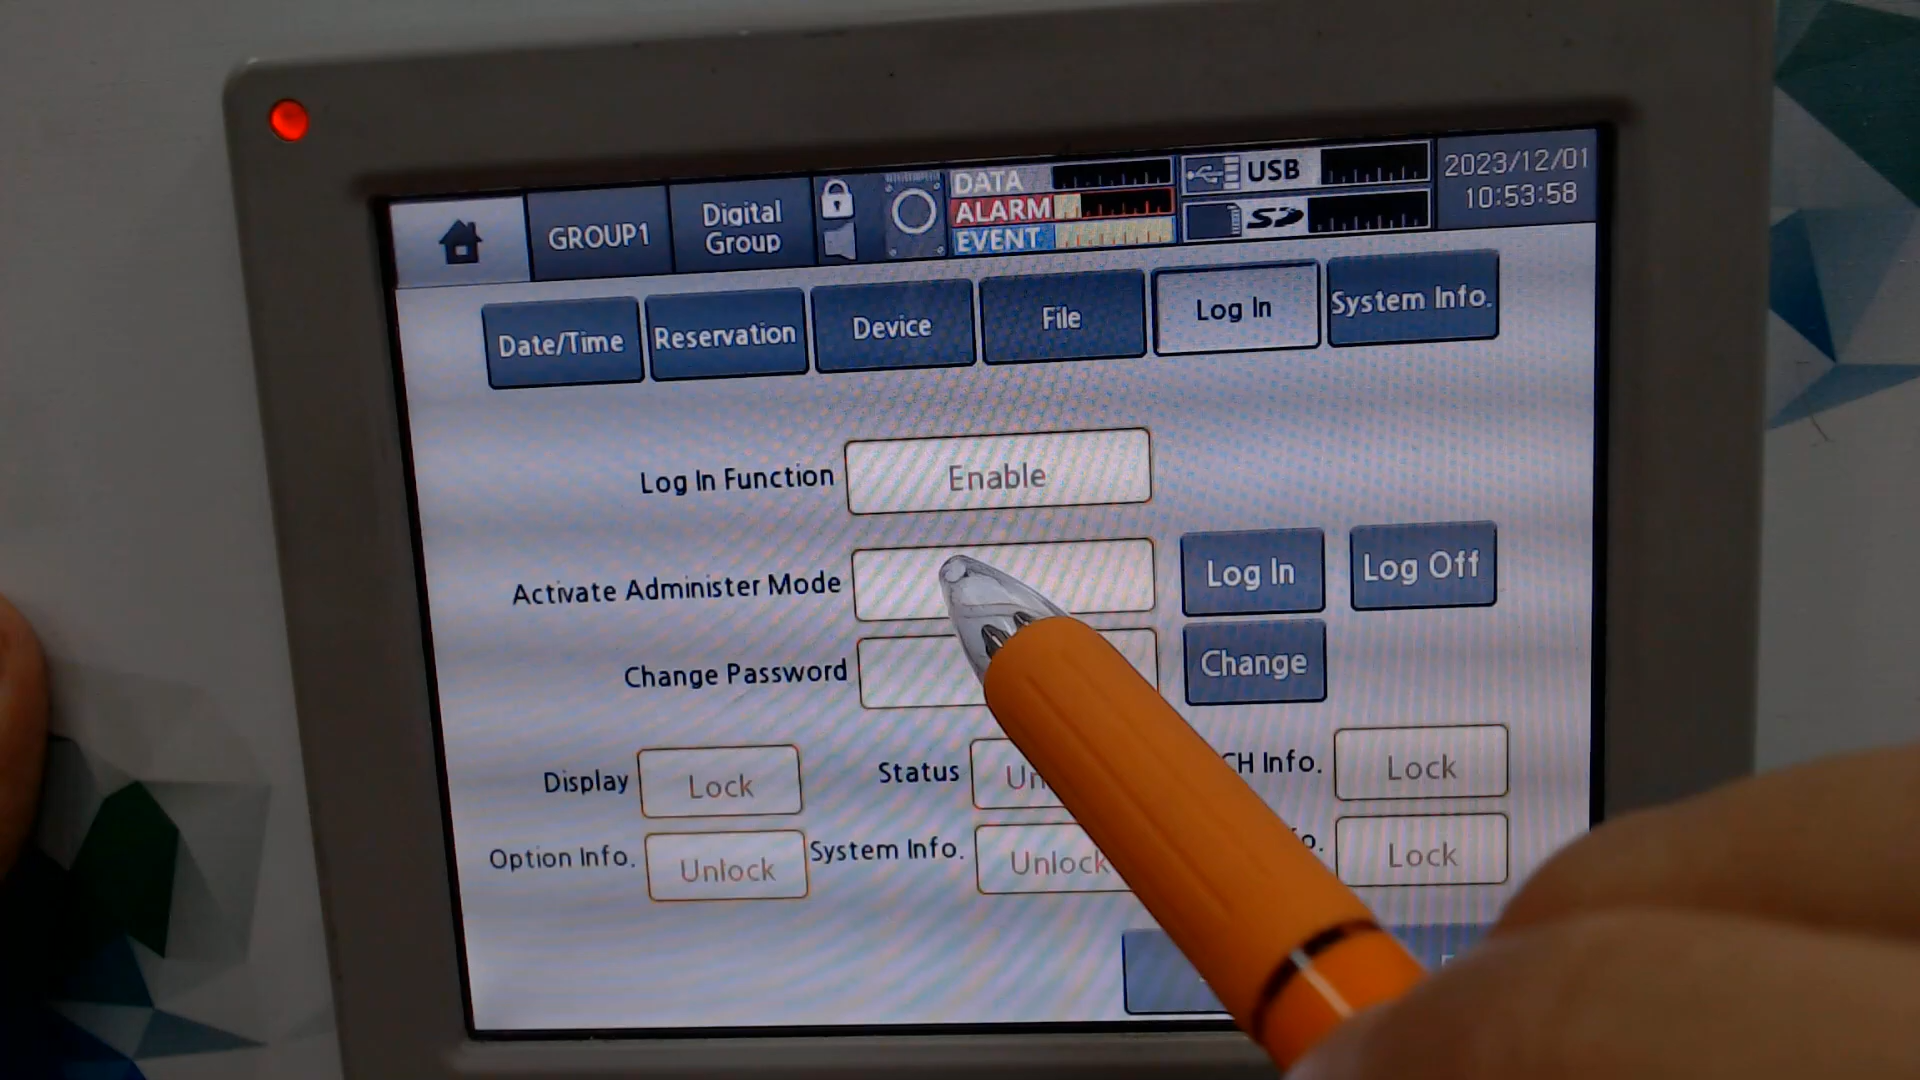 GROUP1
Digital
Group
DATA
ALARM
EVENT
USB
SD
2023/12/01
10:53:58
Date/Time
Reservation
Device
File
Log In
System Info.
Log In Function Enable
Activate Administer Mode Log In Log Off
Change Password Change
Display Lock Status Un CH Info. Lock
Option Info. Unlock System Info. Unlock o. Lock